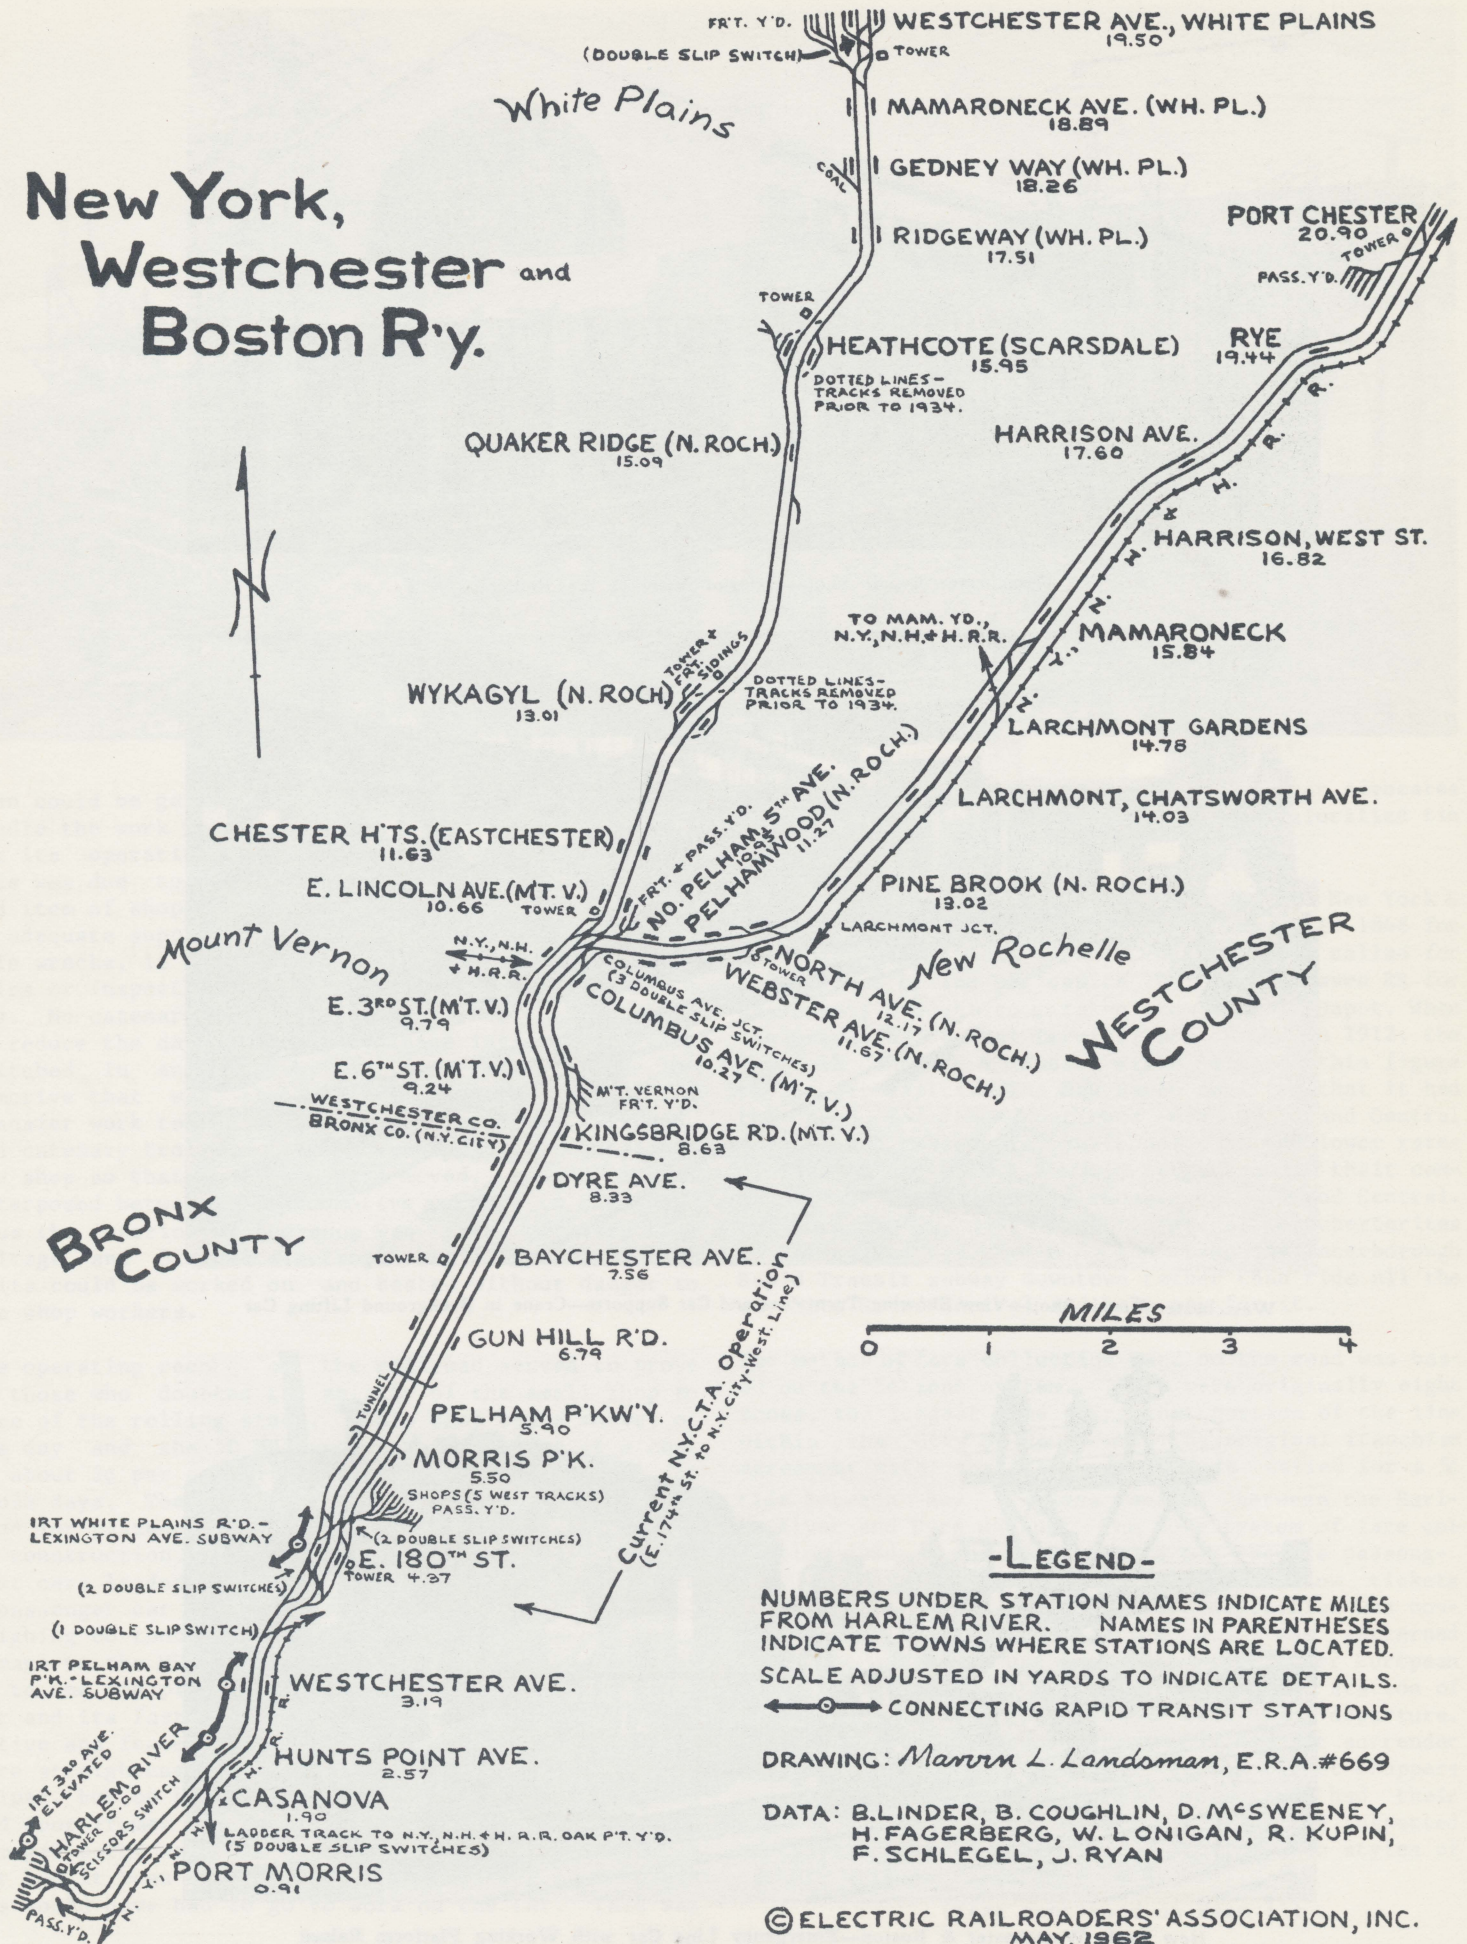 New York,
Westchester and
Boston R'y.
FR'T. Y'D.
WESTCHESTER AVE., WHITE PLAINS
19.50
(DOUBLE SLIP SWITCH)
TOWER
White Plains
MAMARONECK AVE. (WH. PL.)
18.89
COAL
GEDNEY WAY (WH. PL.)
18.26
RIDGEWAY (WH. PL.)
17.51
PORT CHESTER
20.90
TOWER
PASS. Y'D.
TOWER
HEATHCOTE (SCARSDALE)
15.95
DOTTED LINES-
TRACKS REMOVED
PRIOR TO 1934.
RYE
19.44
QUAKER RIDGE (N. ROCH.)
15.09
HARRISON AVE.
17.60
HARRISON, WEST ST.
16.82
N. Y., N. H. & H. R. R.
TO MAM. YD.,
N.Y., N.H. + H. R.R.
MAMARONECK
15.84
TOWER +
FRT.
SIDINGS
WYKAGYL (N. ROCH)
13.01
DOTTED LINES-
TRACKS REMOVED
PRIOR TO 1934.
LARCHMONT GARDENS
14.78
LARCHMONT, CHATSWORTH AVE.
14.03
CHESTER H'TS. (EASTCHESTER)
11.63
FR'T. + PASS. Y'D.
NO. PELHAM, 5TH AVE.
10.95
PELHAMWOOD (N. ROCH.)
11.27
E. LINCOLN AVE. (M'T. V.)
10.66
TOWER
PINE BROOK (N. ROCH.)
13.02
LARCHMONT JCT.
Mount Vernon
N.Y., N.H.
+ H.R.R.
New Rochelle
WESTCHESTER
COUNTY
TOWER
NORTH AVE. (N. ROCH.)
12.17
WEBSTER AVE. (N. ROCH.)
11.67
COLUMBUS AVE. JCT.
(3 DOUBLE SLIP SWITCHES)
COLUMBUS AVE. (M'T. V.)
10.27
E. 3RD ST. (M'T. V.)
9.79
E. 6TH ST. (M'T. V.)
9.24
M'T. VERNON
FR'T. Y'D.
WESTCHESTER CO.
BRONX CO. (N.Y. CITY)
KINGSBRIDGE R'D. (M'T. V.)
8.63
DYRE AVE.
8.33
BRONX
COUNTY
TOWER
BAYCHESTER AVE.
7.56
GUN HILL R'D.
6.79
TUNNEL
Current N.Y.C.T.A. Operation
(E. 174th St. to N.Y. City-West. Line)
MILES
0 1 2 3 4
PELHAM P'KW'Y.
5.90
MORRIS P'K.
5.50
SHOPS (5 WEST TRACKS)
PASS. Y'D.
IRT WHITE PLAINS R'D.-
LEXINGTON AVE. SUBWAY
(2 DOUBLE SLIP SWITCHES)
E. 180TH ST.
TOWER 4.37
(2 DOUBLE SLIP SWITCHES)
(1 DOUBLE SLIP SWITCH)
IRT PELHAM BAY
P'K.-LEXINGTON
AVE. SUBWAY
WESTCHESTER AVE.
3.19
HUNTS POINT AVE.
2.57
CASANOVA
1.90
LADDER TRACK TO N.Y., N.H. + H. R.R. OAK P'T. Y'D.
(5 DOUBLE SLIP SWITCHES)
IRT 3RD AVE.
ELEVATED
HARLEM RIVER
0.00
TOWER
SCISSORS SWITCH
N. Y., N. H. H. R. R.
PORT MORRIS
0.91
PASS. Y'D.
-LEGEND-
NUMBERS UNDER STATION NAMES INDICATE MILES
FROM HARLEM RIVER. NAMES IN PARENTHESES
INDICATE TOWNS WHERE STATIONS ARE LOCATED.
SCALE ADJUSTED IN YARDS TO INDICATE DETAILS.
CONNECTING RAPID TRANSIT STATIONS
DRAWING: Marvin L. Landsman, E.R.A. #669
DATA: B. LINDER, B. COUGHLIN, D. McSWEENEY,
H. FAGERBERG, W. LONIGAN, R. KUPIN,
F. SCHLEGEL, J. RYAN
© ELECTRIC RAILROADERS' ASSOCIATION, INC.
MAY, 1962